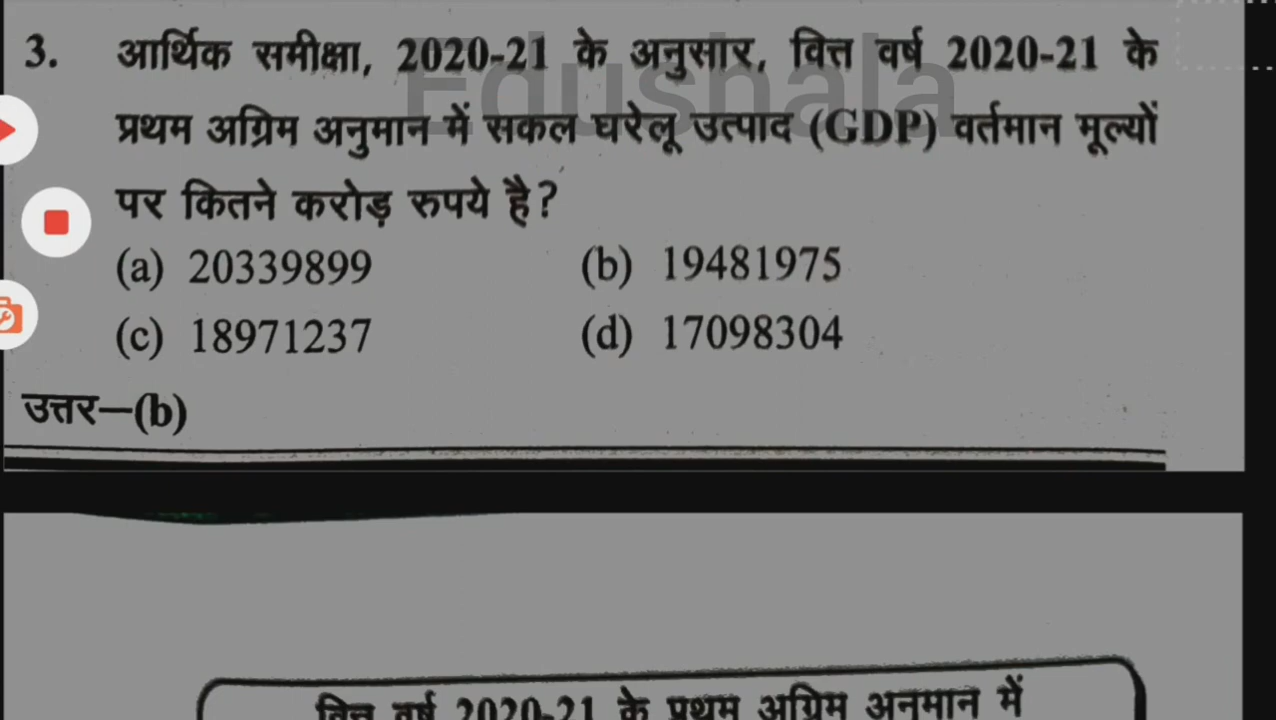 3. आर्थिक समीक्षा, 2020-21 के अनुसार, वित्त वर्ष 2020-21 के
प्रथम अग्रिम अनुमान में सकल घरेलू उत्पाद (GDP) वर्तमान मूल्यों
पर कितने करोड़ रुपये है?
(a) 20339899 (b) 19481975
(c) 18971237 (d) 17098304
उत्तर—(b)
वित्त वर्ष 2020-21 के प्रथम अग्रिम अनुमान में
Edushala